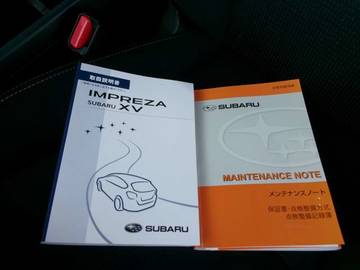 取扱説明書
IMPREZA
SUBARU XV
SUBARU
SUBARU
MAINTENANCE NOTE
メンテナンスノート
保証書・点検整備方式
点検整備記録簿